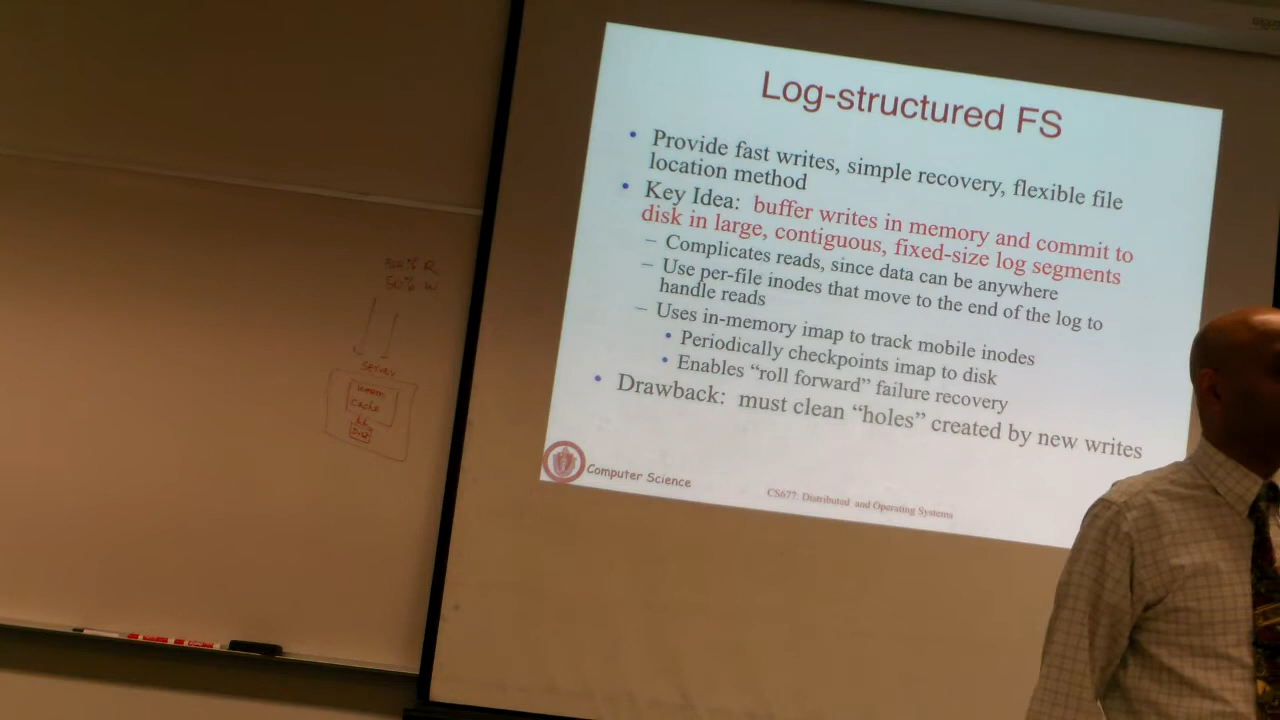 Log-structured FS
• Provide fast writes, simple recovery, flexible file
location method
• Key Idea: buffer writes in memory and commit to
disk in large, contiguous, fixed-size log segments
– Complicates reads, since data can be anywhere
– Use per-file inodes that move to the end of the log to
handle reads
– Uses in-memory imap to track mobile inodes
• Periodically checkpoints imap to disk
• Enables “roll forward” failure recovery
• Drawback: must clean “holes” created by new writes
Computer Science
CS677: Distributed and Operating Systems
R
50% W
Server
Cache